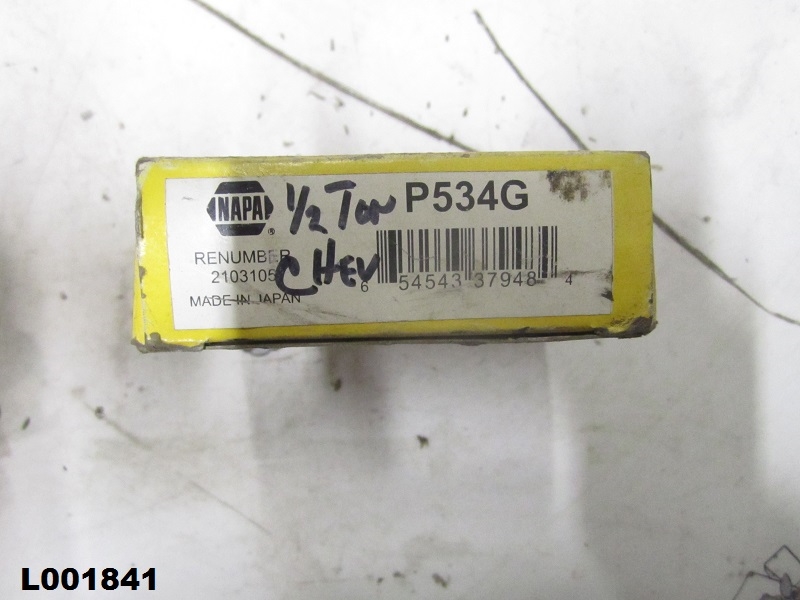 NAPA ® 1/2 TON P534G
RENUMBER
2103105
CHEV
6 54543 37948 4
MADE IN JAPAN
L001841